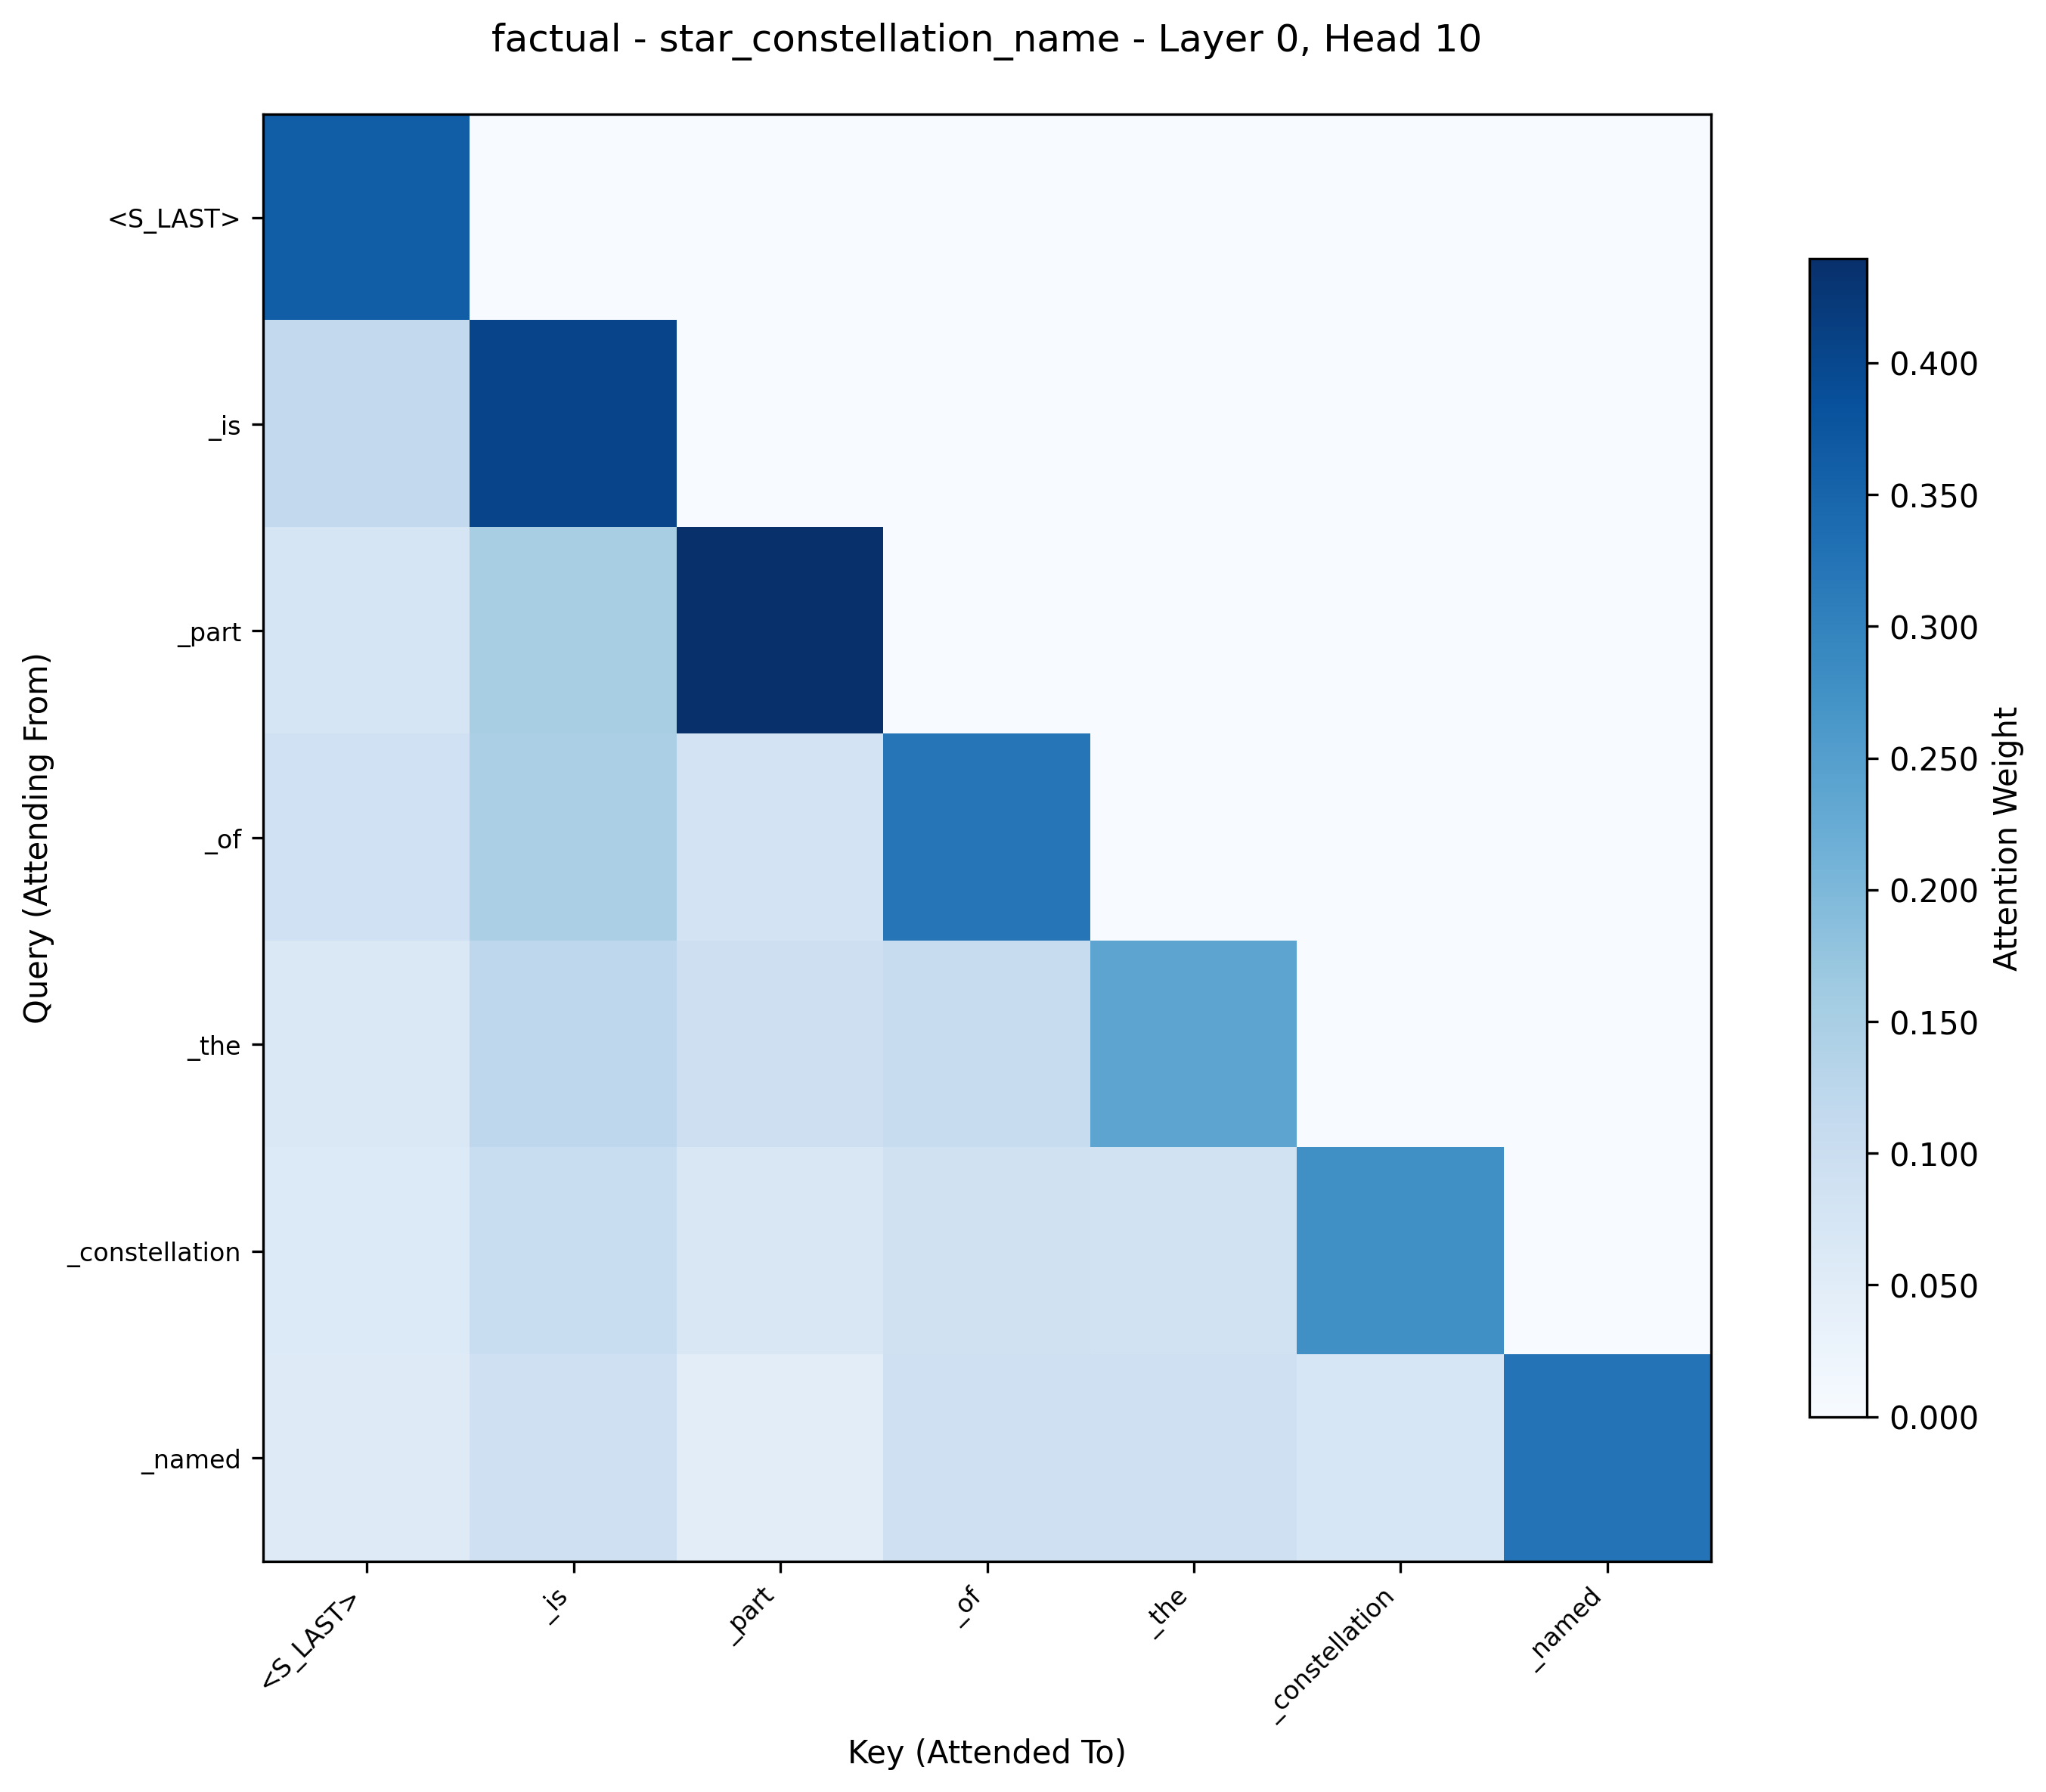 factual - star_constellation_name - Layer 0, Head 10
Query (Attending From)
<S_LAST>
_is
_part
_of
_the
_constellation
_named
<S_LAST>
_is
_part
_of
_the
_constellation
_named
Key (Attended To)
0.400
0.350
0.300
0.250
0.200
0.150
0.100
0.050
0.000
Attention Weight